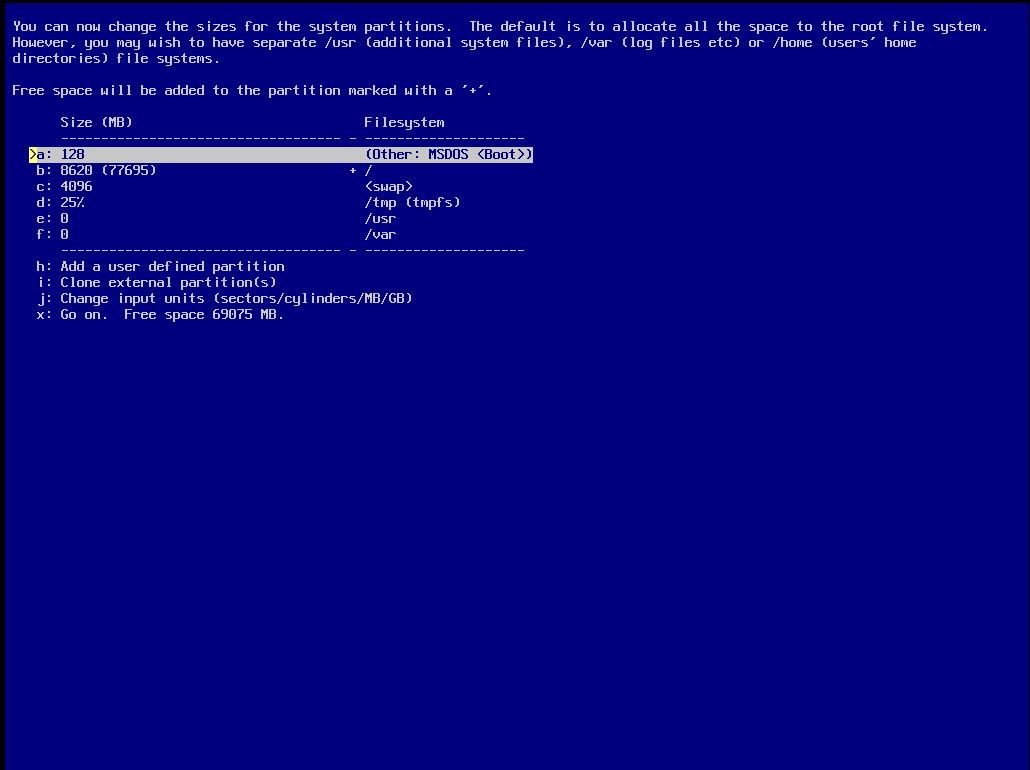 You can now change the sizes for the system partitions.  The default is to allocate all the space to the root file system.
However, you may wish to have separate /usr (additional system files), /var (log files etc) or /home (users' home
directories) file systems.
Free space will be added to the partition marked with a '+'.
Size (MB)                             Filesystem
----------------------------------- - --------------------
>a: 128                                   (Other: MSDOS <Boot>)
b: 8620 (77695)                        + /
c: 4096                                  <swap>
d: 25%                                   /tmp (tmpfs)
e: 0                                     /usr
f: 0                                     /var
----------------------------------- - --------------------
h: Add a user defined partition
i: Clone external partition(s)
j: Change input units (sectors/cylinders/MB/GB)
x: Go on.  Free space 69075 MB.